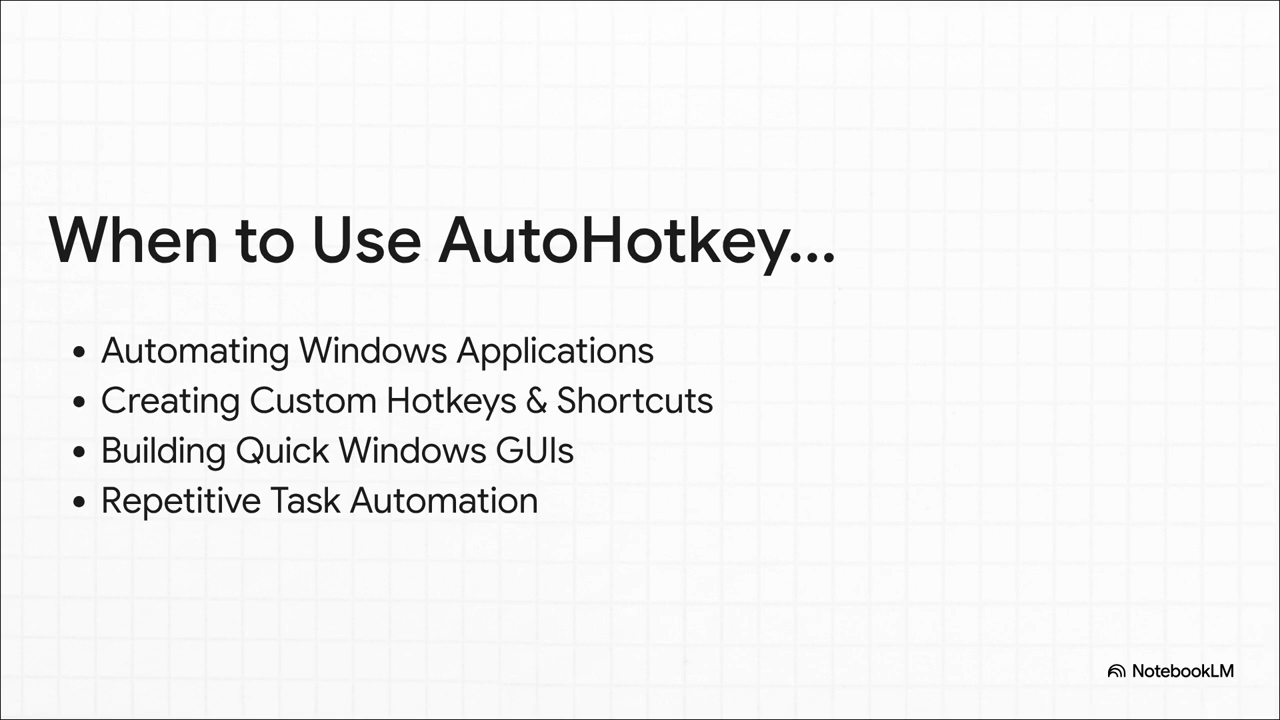 When to Use AutoHotkey...
• Automating Windows Applications
• Creating Custom Hotkeys & Shortcuts
• Building Quick Windows GUIs
• Repetitive Task Automation
NotebookLM